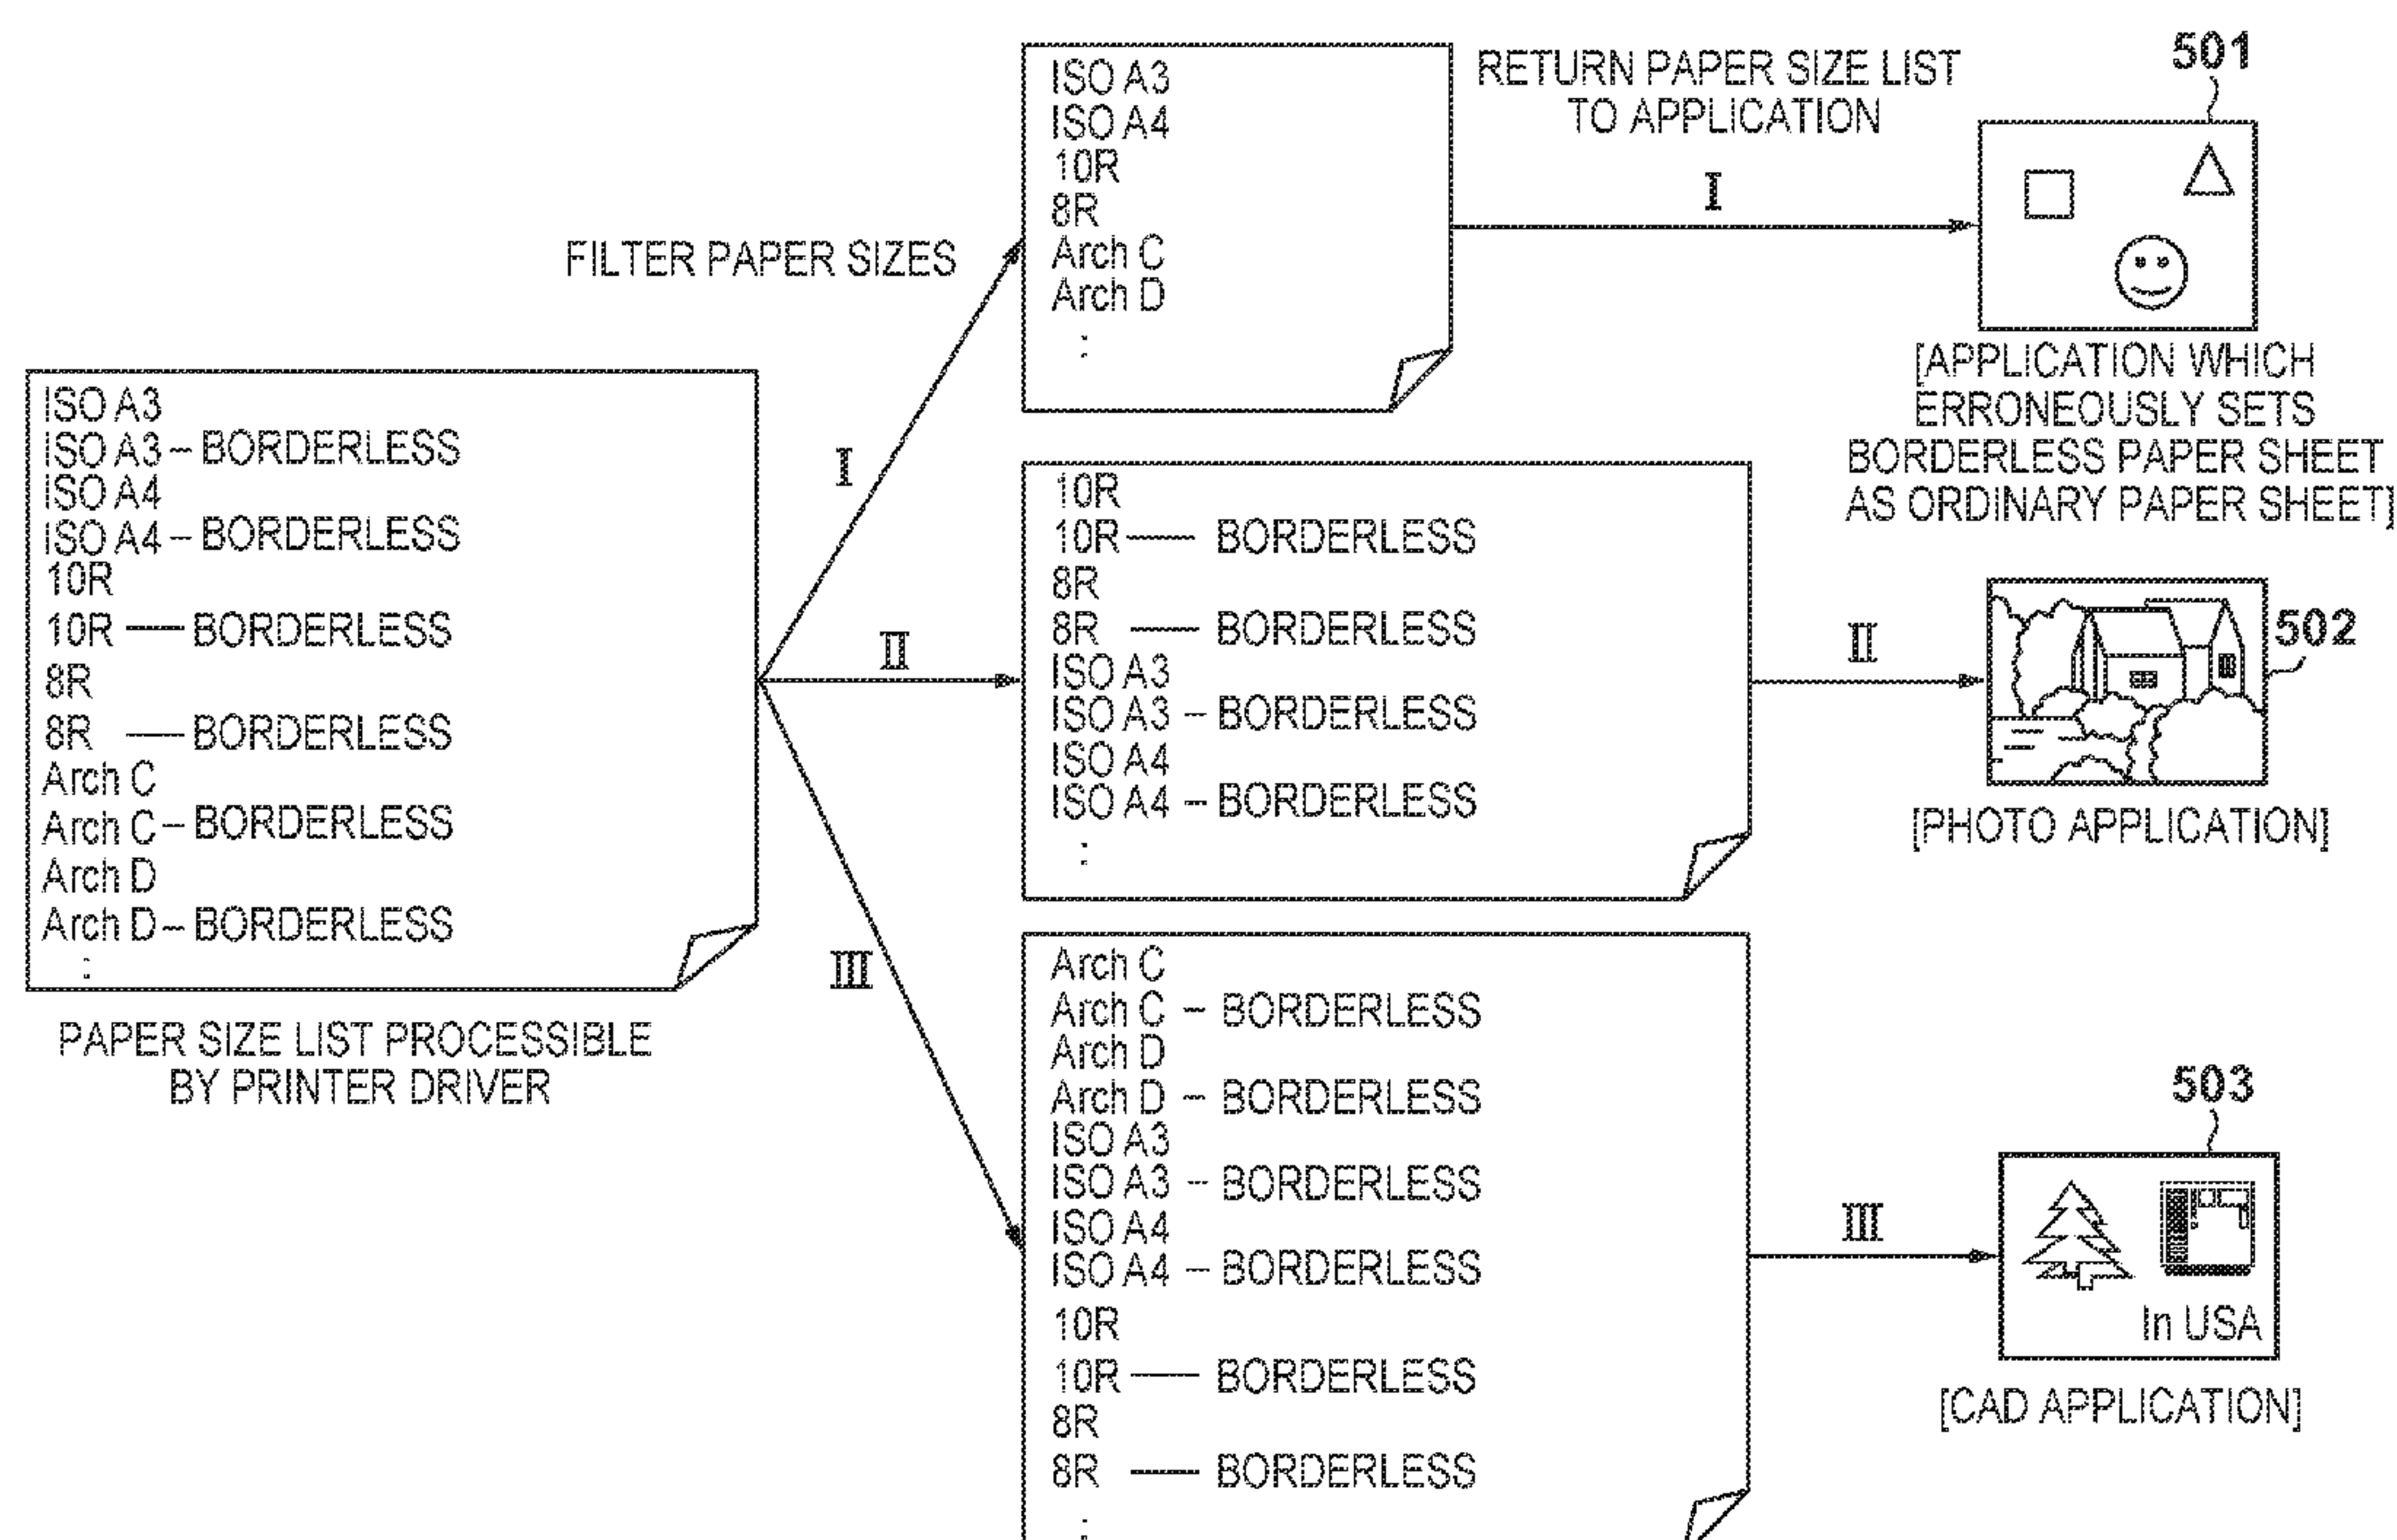 FILTER PAPER SIZES
ISO A3
ISO A3 – BORDERLESS
ISO A4
ISO A4 – BORDERLESS
10R
10R — BORDERLESS
8R
8R — BORDERLESS
Arch C
Arch C – BORDERLESS
Arch D
Arch D – BORDERLESS
:
PAPER SIZE LIST PROCESSIBLE
BY PRINTER DRIVER
I
II
III
ISO A3
ISO A4
10R
8R
Arch C
Arch D
:
RETURN PAPER SIZE LIST
TO APPLICATION
I
501
[APPLICATION WHICH
ERRONEOUSLY SETS
BORDERLESS PAPER SHEET
AS ORDINARY PAPER SHEET]
10R
10R — BORDERLESS
8R
8R — BORDERLESS
ISO A3
ISO A3 – BORDERLESS
ISO A4
ISO A4 – BORDERLESS
:
II
502
[PHOTO APPLICATION]
Arch C
Arch C – BORDERLESS
Arch D
Arch D – BORDERLESS
ISO A3
ISO A3 – BORDERLESS
ISO A4
ISO A4 – BORDERLESS
10R
10R — BORDERLESS
8R
8R — BORDERLESS
:
III
503
In USA
[CAD APPLICATION]